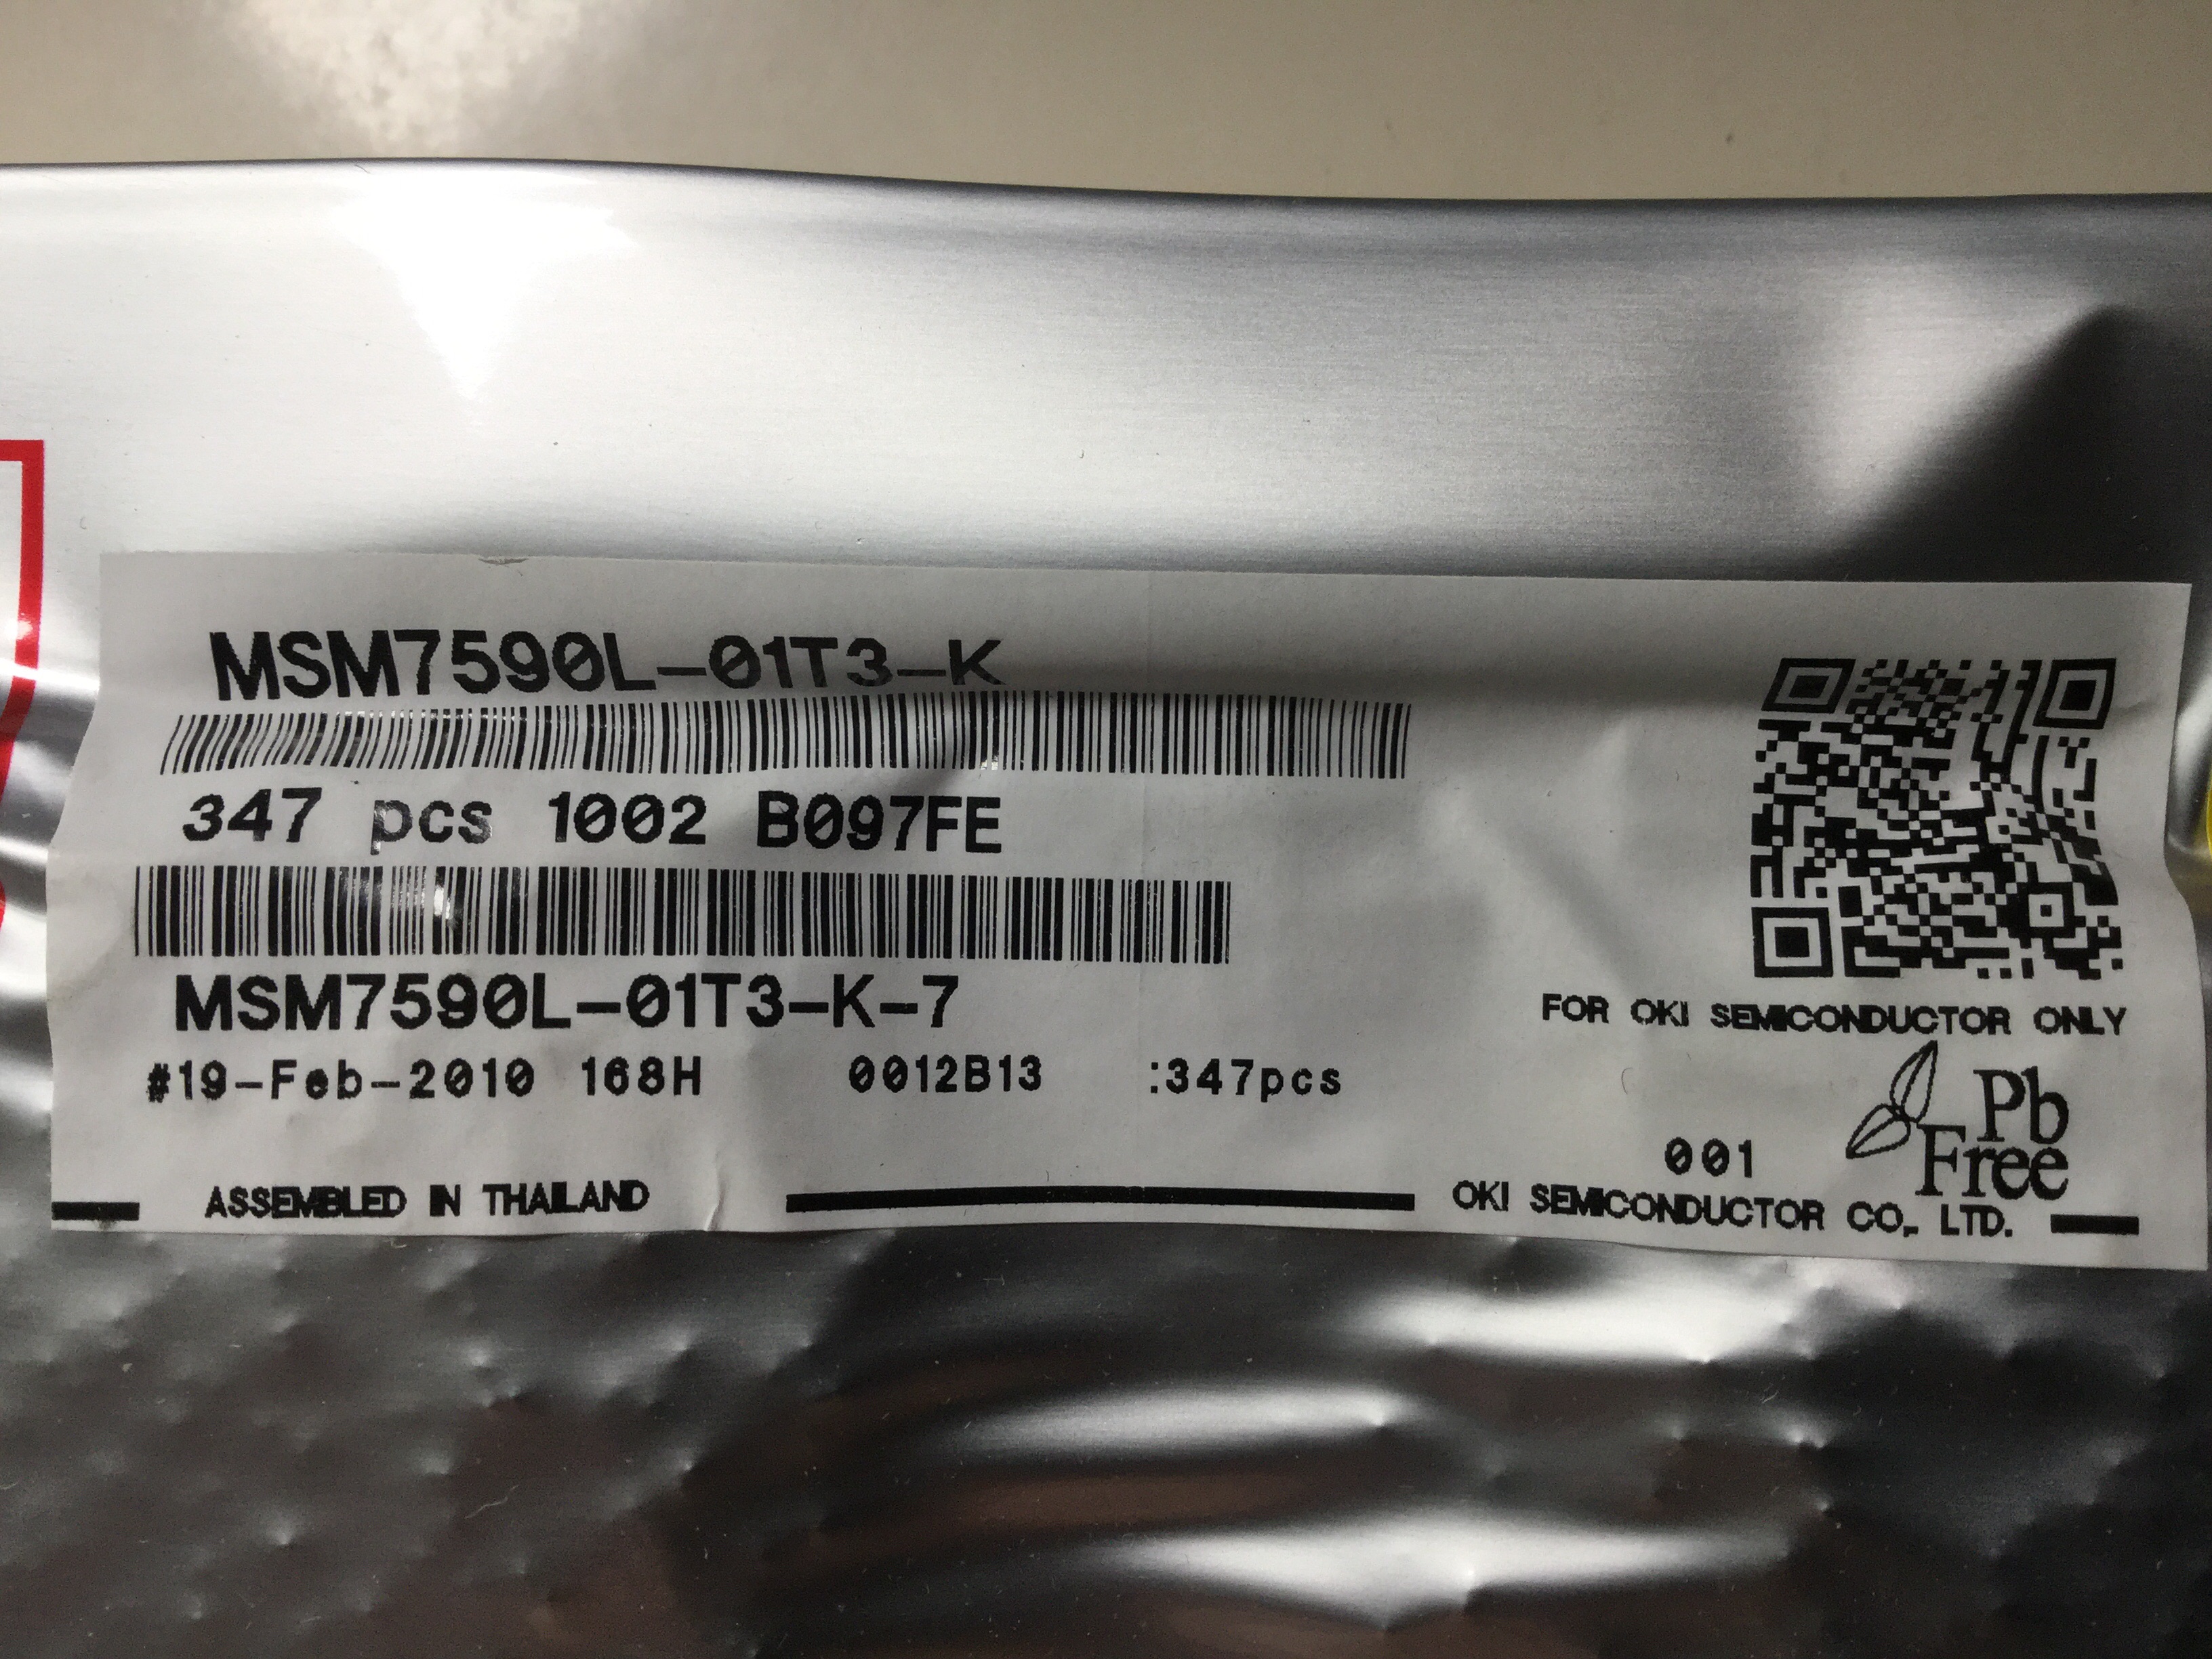 MSM7590L-01T3-K
347 pcs 1002 B097FE
MSM7590L-01T3-K-7
#19-Feb-2010 168H 0012B13 :347pcs
FOR OKI SEMICONDUCTOR ONLY
Pb
Free
001
ASSEMBLED IN THAILAND
OKI SEMICONDUCTOR CO., LTD.